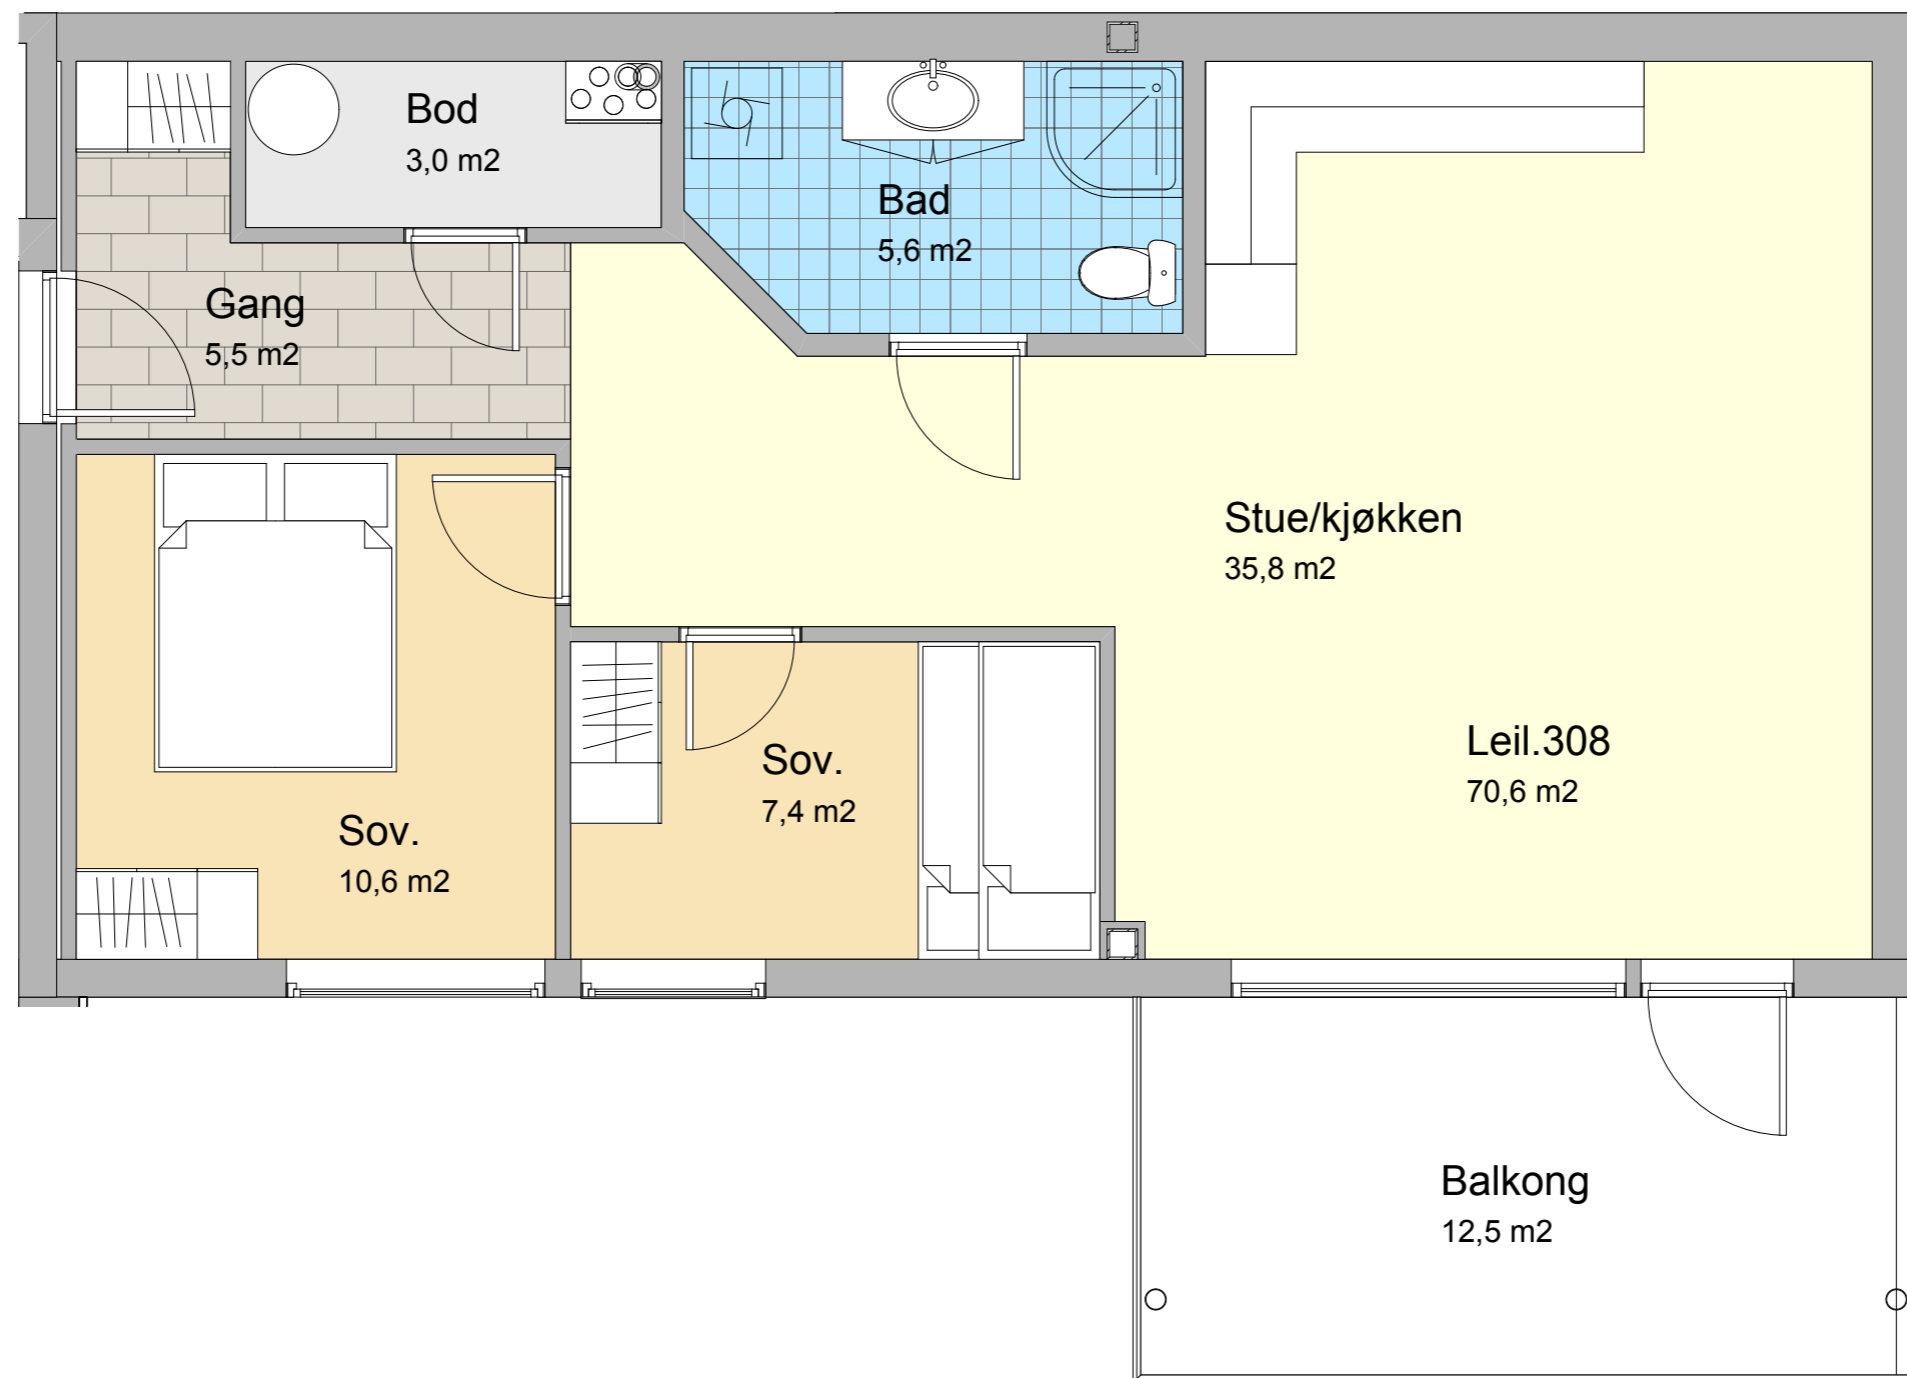 Bod
3,0 m2
Bad
5,6 m2
Gang
5,5 m2
Stue/kjøkken
35,8 m2
Leil.308
70,6 m2
Sov.
7,4 m2
Sov.
10,6 m2
Balkong
12,5 m2